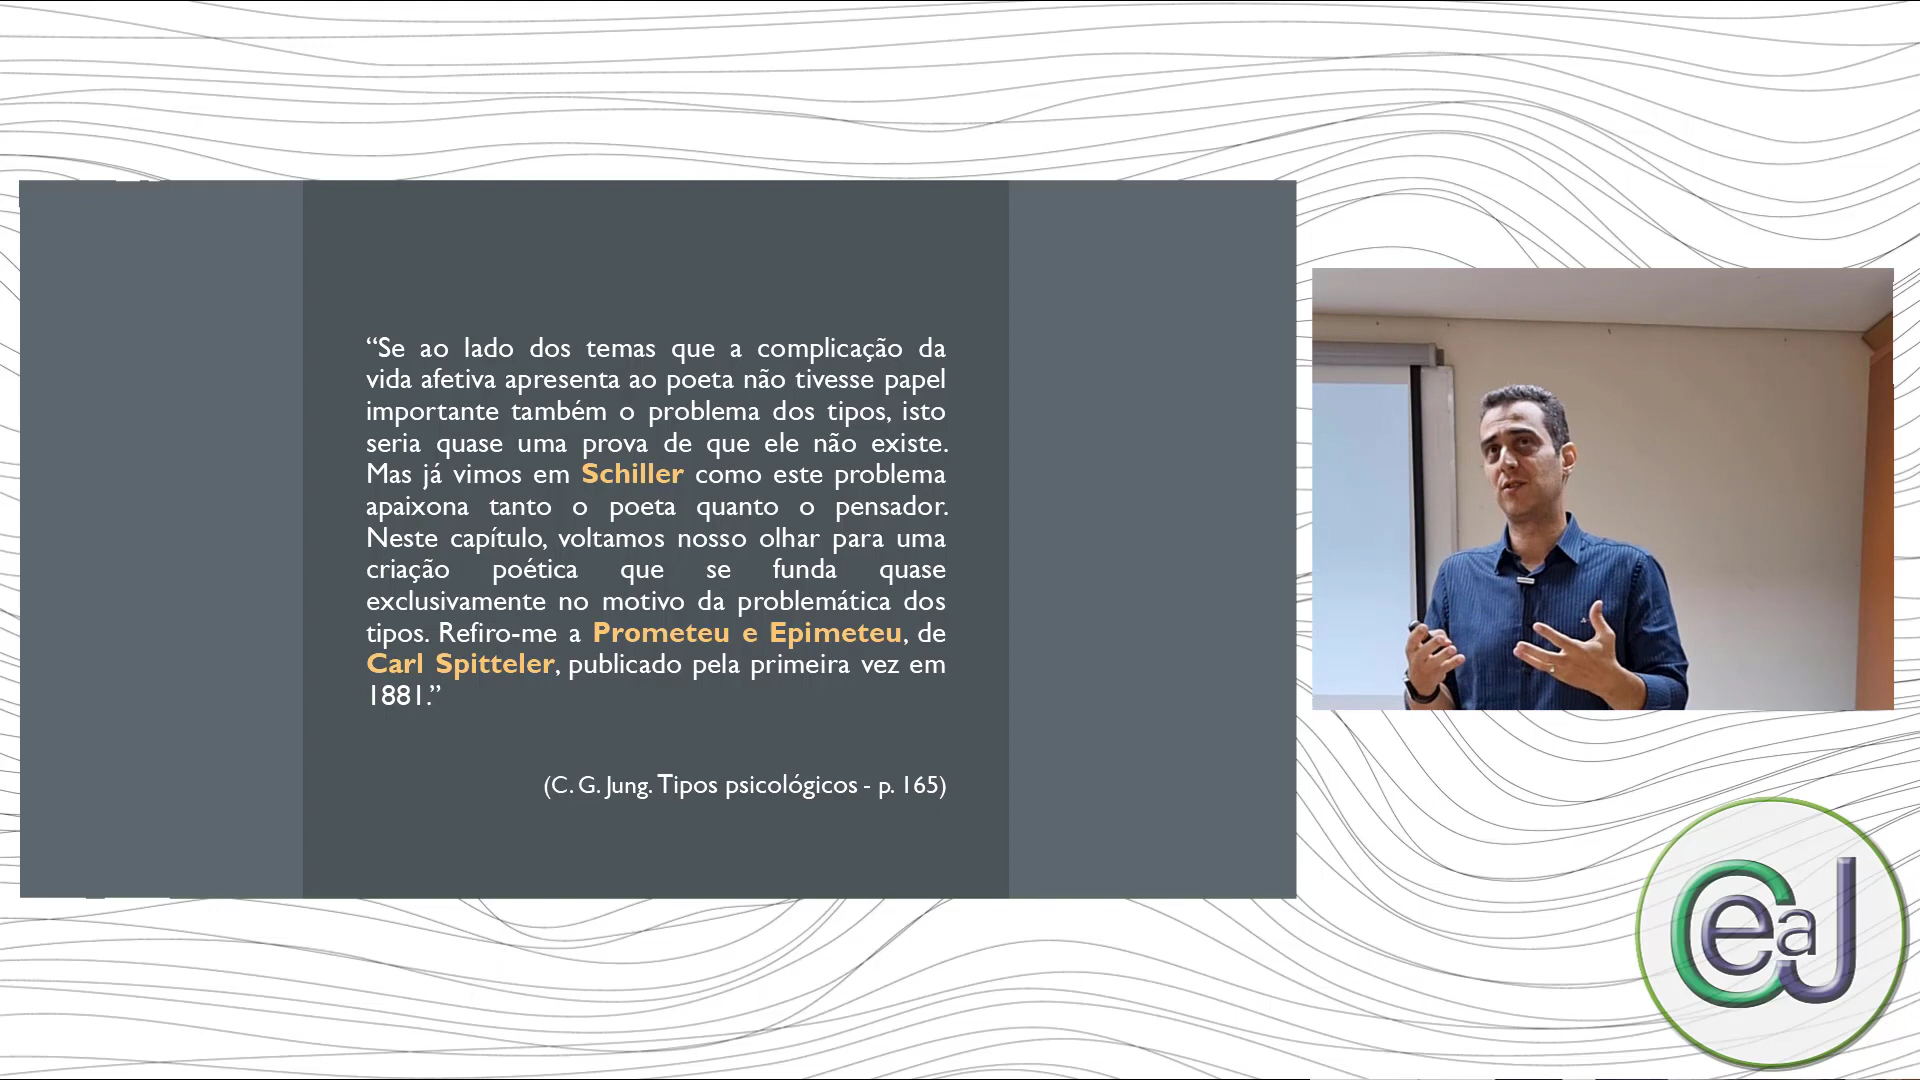 “Se ao lado dos temas que a complicação da
vida afetiva apresenta ao poeta não tivesse papel
importante também o problema dos tipos, isto
seria quase uma prova de que ele não existe.
Mas já vimos em Schiller como este problema
apaixona tanto o poeta quanto o pensador.
Neste capítulo, voltamos nosso olhar para uma
criação poética que se funda quase
exclusivamente no motivo da problemática dos
tipos. Refiro-me a Prometeu e Epimeteu, de
Carl Spitteler, publicado pela primeira vez em
1881.”
(C. G. Jung. Tipos psicológicos - p. 165)
CeaJ